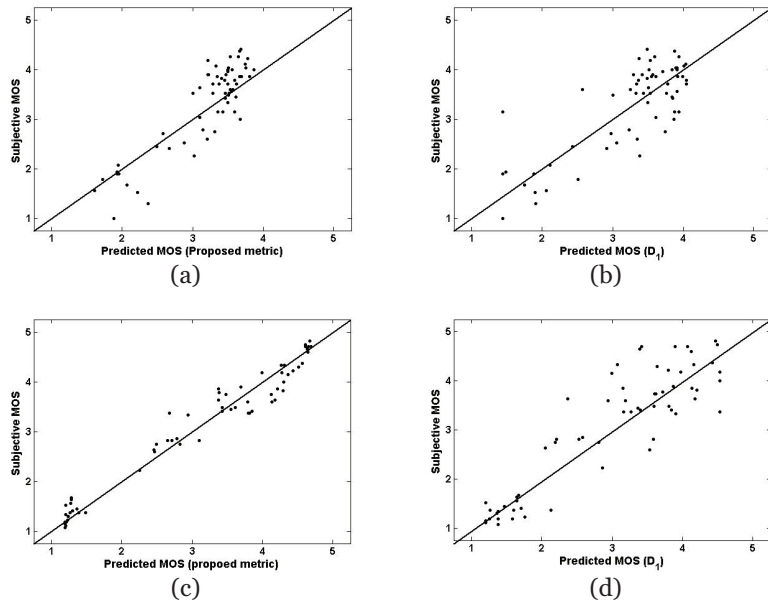 5
4
3
2
1
Subjective MOS
1 2 3 4 5
Predicted MOS (Proposed metric)
(a)
5
4
3
2
1
Subjective MOS
1 2 3 4 5
Predicted MOS (D1)
(b)
5
4
3
2
1
Subjective MOS
1 2 3 4 5
Predicted MOS (propoed metric)
(c)
5
4
3
2
1
Subjective MOS
1 2 3 4 5
Predicted MOS (D1)
(d)